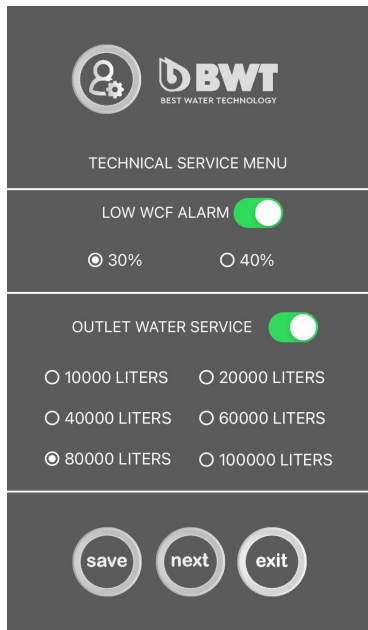 BWT
BEST WATER TECHNOLOGY
TECHNICAL SERVICE MENU
LOW WCF ALARM
30% 40%
OUTLET WATER SERVICE
10000 LITERS 20000 LITERS
40000 LITERS 60000 LITERS
80000 LITERS 100000 LITERS
save next exit